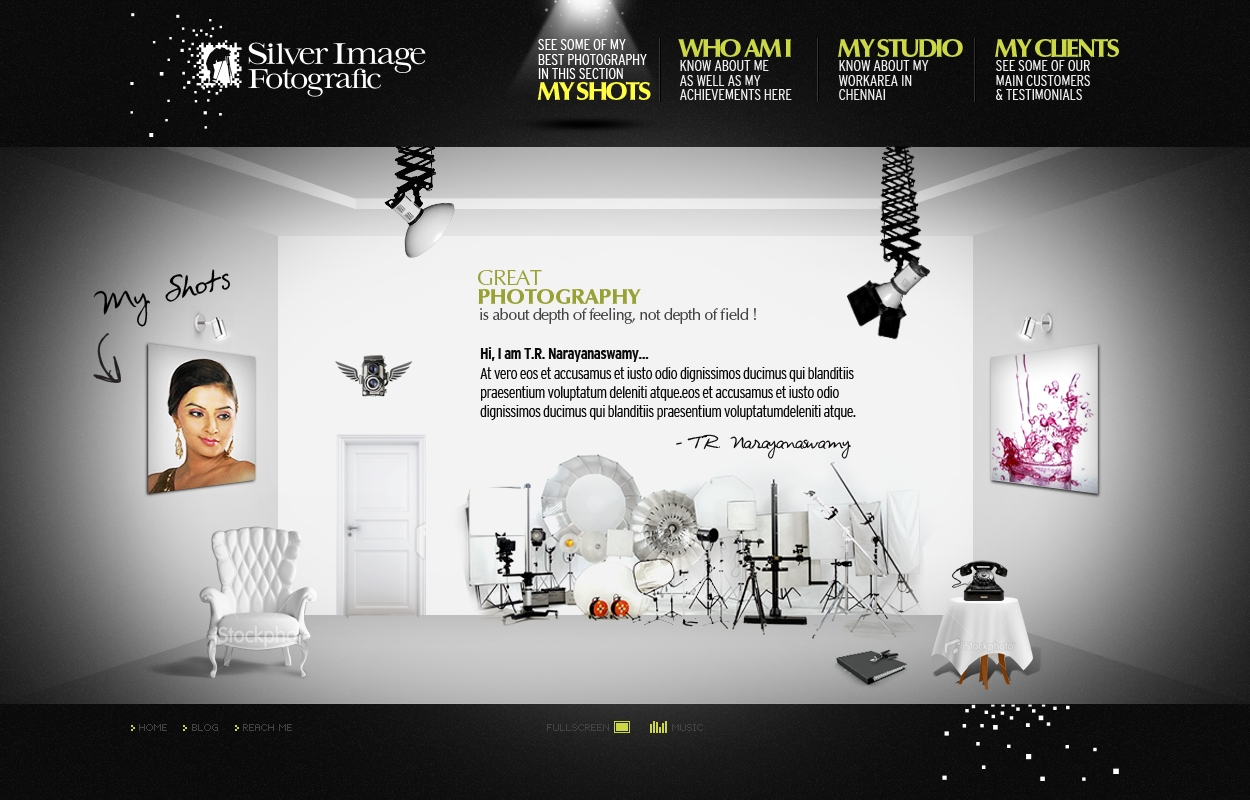 Silver Image
Fotografic
SEE SOME OF MY
BEST PHOTOGRAPHY
IN THIS SECTION
MY SHOTS
WHO AM I
KNOW ABOUT ME
AS WELL AS MY
ACHIEVEMENTS HERE
MY STUDIO
KNOW ABOUT MY
WORKAREA IN
CHENNAI
MY CLIENTS
SEE SOME OF OUR
MAIN CUSTOMERS
& TESTIMONIALS
My Shots
GREAT
PHOTOGRAPHY
is about depth of feeling, not depth of field !
Hi, I am T.R. Narayanaswamy...
At vero eos et accusamus et iusto odio dignissimos ducimus qui blanditiis
praesentium voluptatum deleniti atque.eos et accusamus et iusto odio
dignissimos ducimus qui blanditiis praesentium voluptatumdeleniti atque.
- T.R. Narayanaswamy
iStockpho
iStockphoto
HOME
BLOG
REACH ME
FULLSCREEN
MUSIC